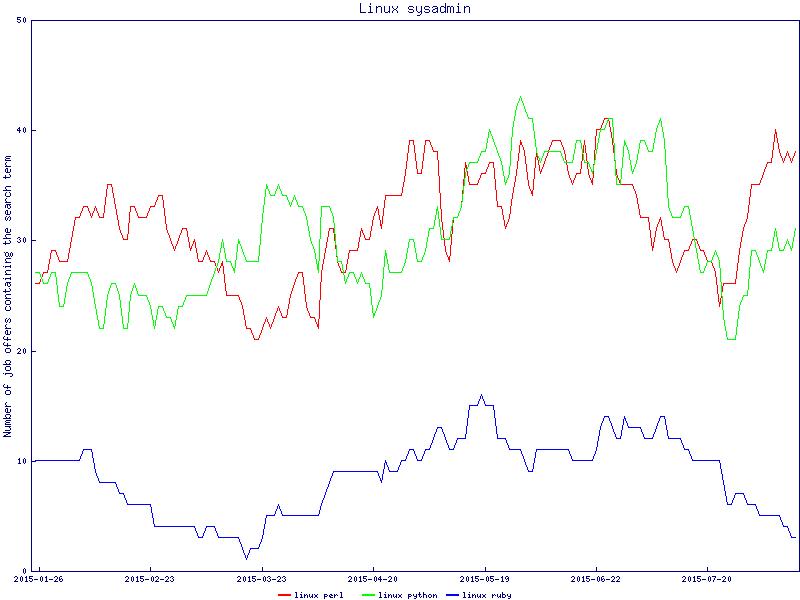 Linux sysadmin
Number of job offers containing the search term
50
40
30
20
10
0
2015-01-26 2015-02-23 2015-03-23 2015-04-20 2015-05-19 2015-06-22 2015-07-20
linux perl linux python linux ruby